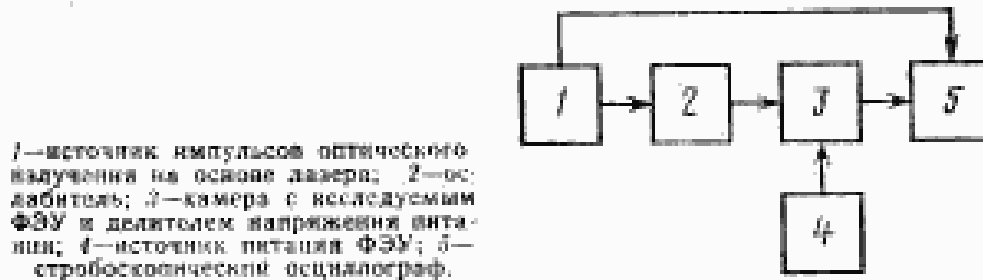 1 2 3 5
4
1—источник импульсов оптического
излучения на основе лазера; 2—ос-
лабитель; 3—камера с исследуемым
ФЭУ и делителем напряжения пита-
ния; 4—источник питания ФЭУ; 5—
стробоскопический осциллограф.